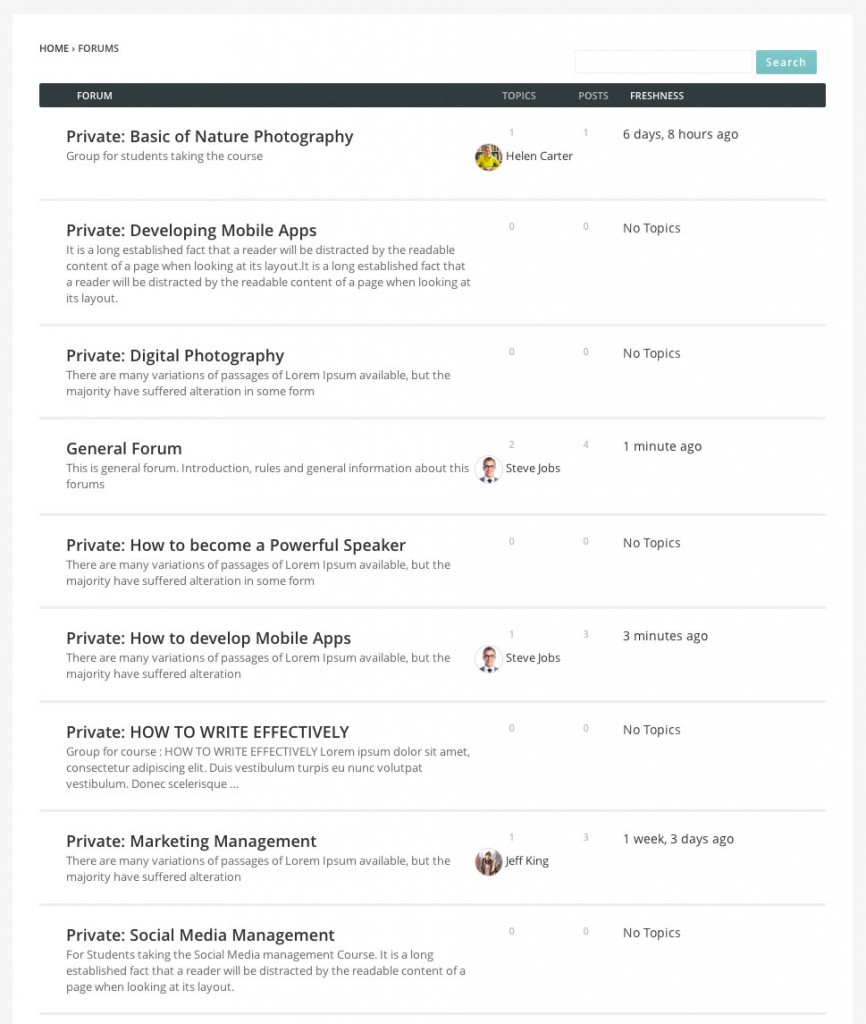 HOME › FORUMS
Search
FORUM TOPICS POSTS FRESHNESS
Private: Basic of Nature Photography 1 1 6 days, 8 hours ago
Group for students taking the course Helen Carter
Private: Developing Mobile Apps 0 0 No Topics
It is a long established fact that a reader will be distracted by the readable
content of a page when looking at its layout.It is a long established fact that
a reader will be distracted by the readable content of a page when looking at
its layout.
Private: Digital Photography 0 0 No Topics
There are many variations of passages of Lorem Ipsum available, but the
majority have suffered alteration in some form
General Forum 2 4 1 minute ago
This is general forum. Introduction, rules and general information about this Steve Jobs
forums
Private: How to become a Powerful Speaker 0 0 No Topics
There are many variations of passages of Lorem Ipsum available, but the
majority have suffered alteration in some form
Private: How to develop Mobile Apps 1 3 3 minutes ago
There are many variations of passages of Lorem Ipsum available, but the Steve Jobs
majority have suffered alteration
Private: HOW TO WRITE EFFECTIVELY 0 0 No Topics
Group for course : HOW TO WRITE EFFECTIVELY Lorem ipsum dolor sit amet,
consectetur adipiscing elit. Duis vestibulum turpis eu nunc volutpat
vestibulum. Donec scelerisque ...
Private: Marketing Management 1 3 1 week, 3 days ago
There are many variations of passages of Lorem Ipsum available, but the Jeff King
majority have suffered alteration
Private: Social Media Management 0 0 No Topics
For Students taking the Social Media management Course. It is a long
established fact that a reader will be distracted by the readable content of a
page when looking at its layout.